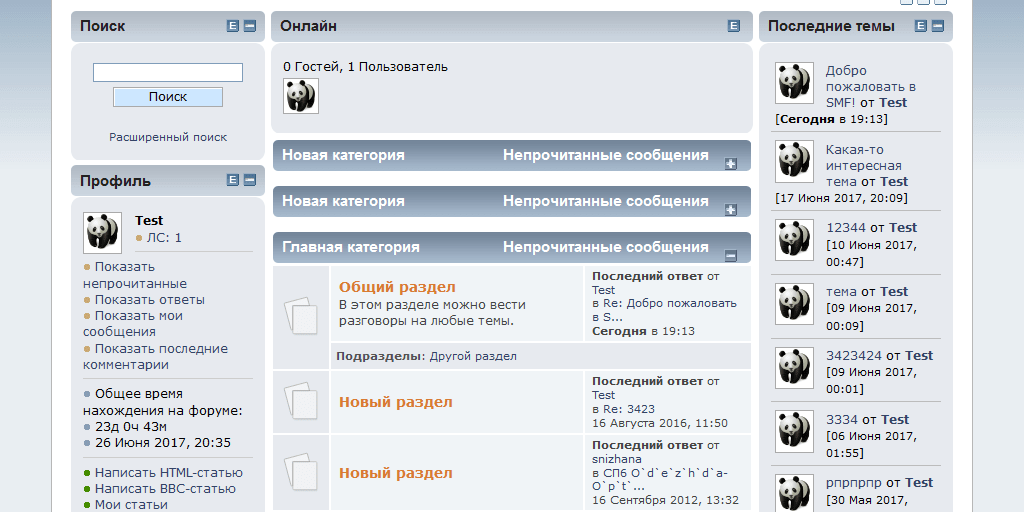 Поиск
Поиск
Расширенный поиск
Профиль
Test
ЛС: 1
Показать
непрочитанные
Показать ответы
Показать мои
сообщения
Показать последние
комментарии
Общее время
нахождения на форуме:
23д 0ч 43м
26 Июня 2017, 20:35
Написать HTML-статью
Написать BBC-статью
Мои статьи
Онлайн
0 Гостей, 1 Пользователь
Новая категория Непрочитанные сообщения
Новая категория Непрочитанные сообщения
Главная категория Непрочитанные сообщения
Общий раздел
В этом разделе можно вести
разговоры на любые темы.
Последний ответ от
Test
в Re: Добро пожаловать
в S...
Сегодня в 19:13
Подразделы: Другой раздел
Новый раздел
Последний ответ от
Test
в Re: 3423
16 Августа 2016, 11:50
Новый раздел
Последний ответ от
snizhana
в СПб O`d`e`z`h`d`a-
O`p`t`...
16 Сентября 2012, 13:32
Последние темы
Добро
пожаловать в
SMF! от Test
[Сегодня в 19:13]
Какая-то
интересная
тема от Test
[17 Июня 2017, 20:09]
12344 от Test
[10 Июня 2017,
00:47]
тема от Test
[09 Июня 2017,
00:09]
3423424 от Test
[09 Июня 2017,
00:01]
3334 от Test
[06 Июня 2017,
01:55]
рпрпрпр от Test
[30 Мая 2017,